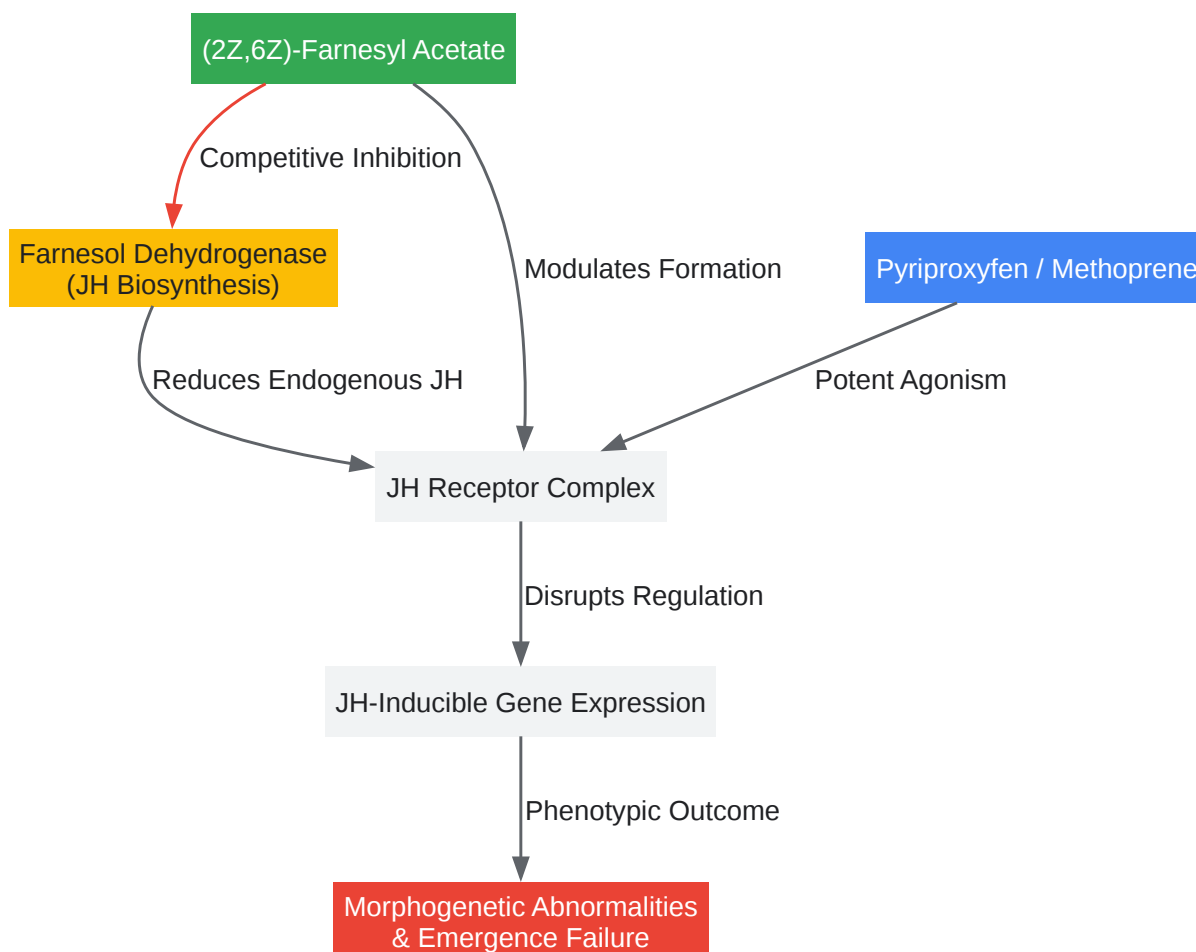 (2Z,6Z)-Farnesyl Acetate
Competitive Inhibition
Farnesol Dehydrogenase
(JH Biosynthesis)
Modulates Formation
Pyriproxyfen / Methoprene
Reduces Endogenous JH
Potent Agonism
JH Receptor Complex
Disrupts Regulation
JH-Inducible Gene Expression
Phenotypic Outcome
Morphogenetic Abnormalities
& Emergence Failure